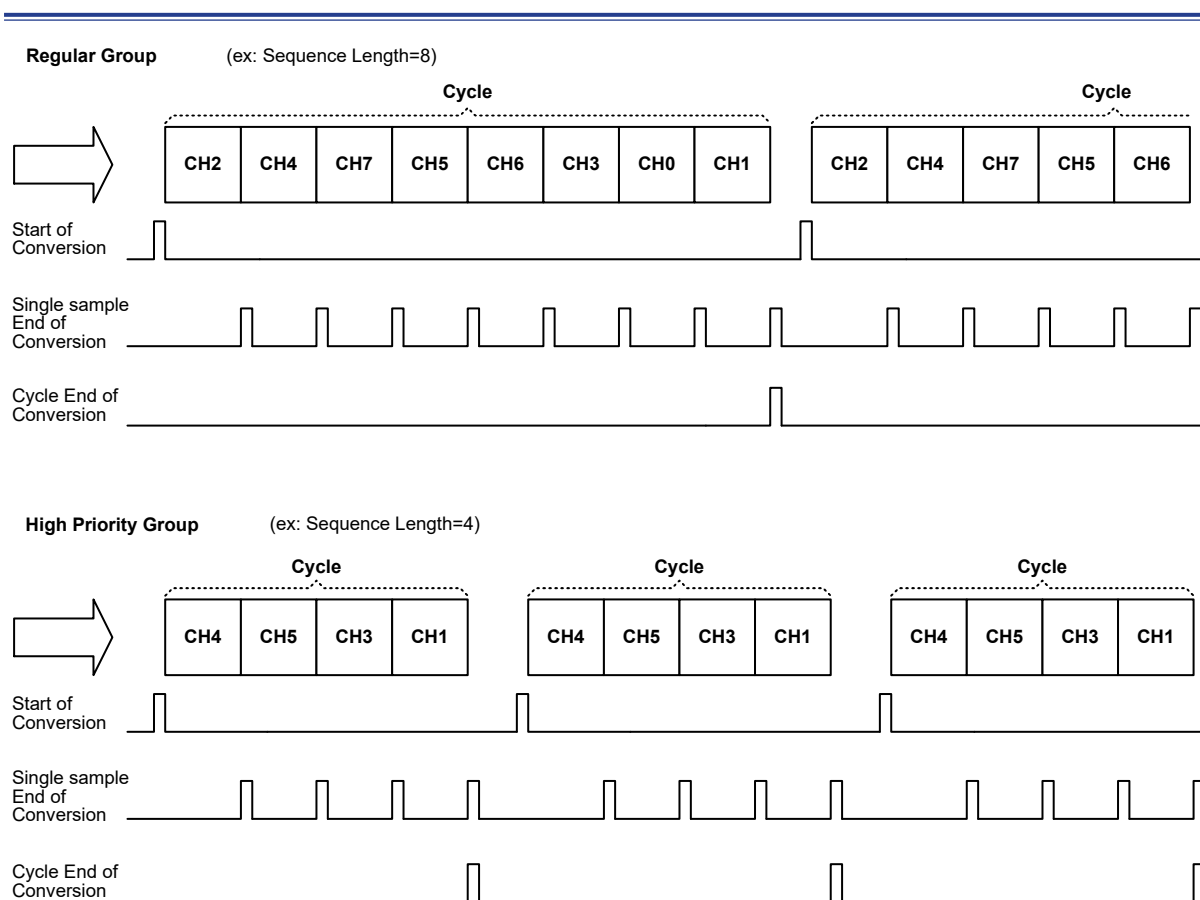 Regular Group (ex: Sequence Length=8)
Cycle Cycle
CH2 CH4 CH7 CH5 CH6 CH3 CH0 CH1 CH2 CH4 CH7 CH5 CH6
Start of
Conversion
Single sample
End of
Conversion
Cycle End of
Conversion
High Priority Group (ex: Sequence Length=4)
Cycle Cycle Cycle
CH4 CH5 CH3 CH1 CH4 CH5 CH3 CH1 CH4 CH5 CH3 CH1
Start of
Conversion
Single sample
End of
Conversion
Cycle End of
Conversion